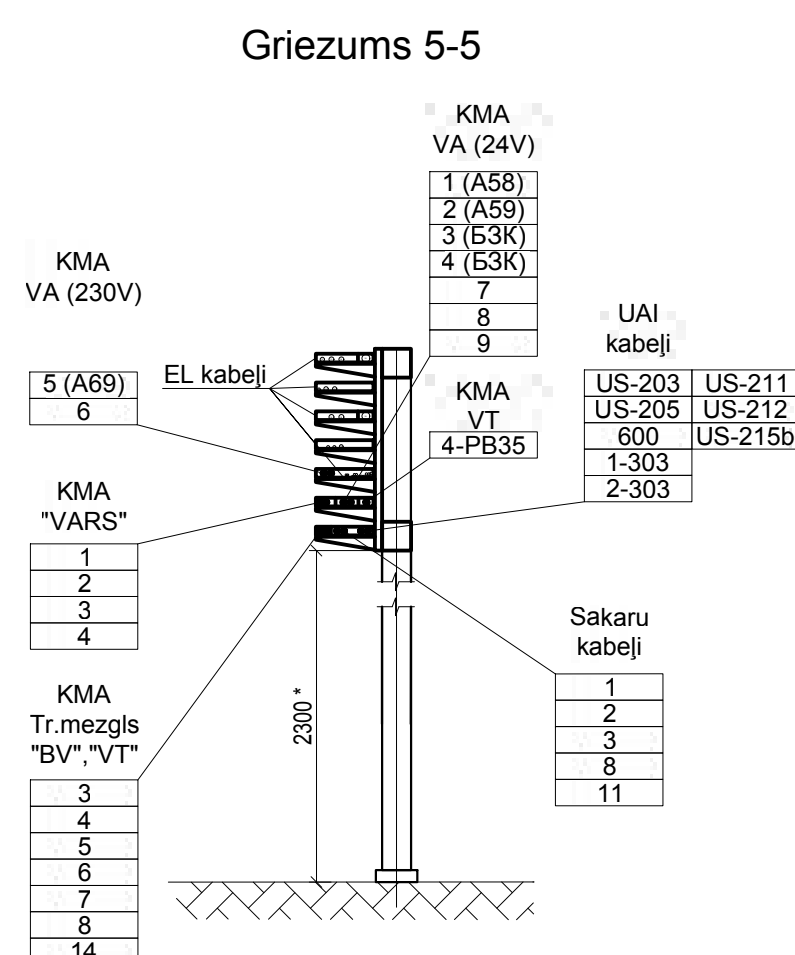 Griezums 5-5
KMA
VA (24V)
1 (A58)
2 (A59)
3 (БЗК)
4 (БЗК)
7
8
9
KMA
VA (230V)
5 (A69)
6
EL kabeļi
KMA
VT
4-PB35
UAI
kabeļi
US-203 US-211
US-205 US-212
600 US-215b
1-303
2-303
KMA
"VARS"
1
2
3
4
Sakaru
kabeļi
1
2
3
8
11
KMA
Tr.mezgls
"BV","VT"
3
4
5
6
7
8
14
2300 *